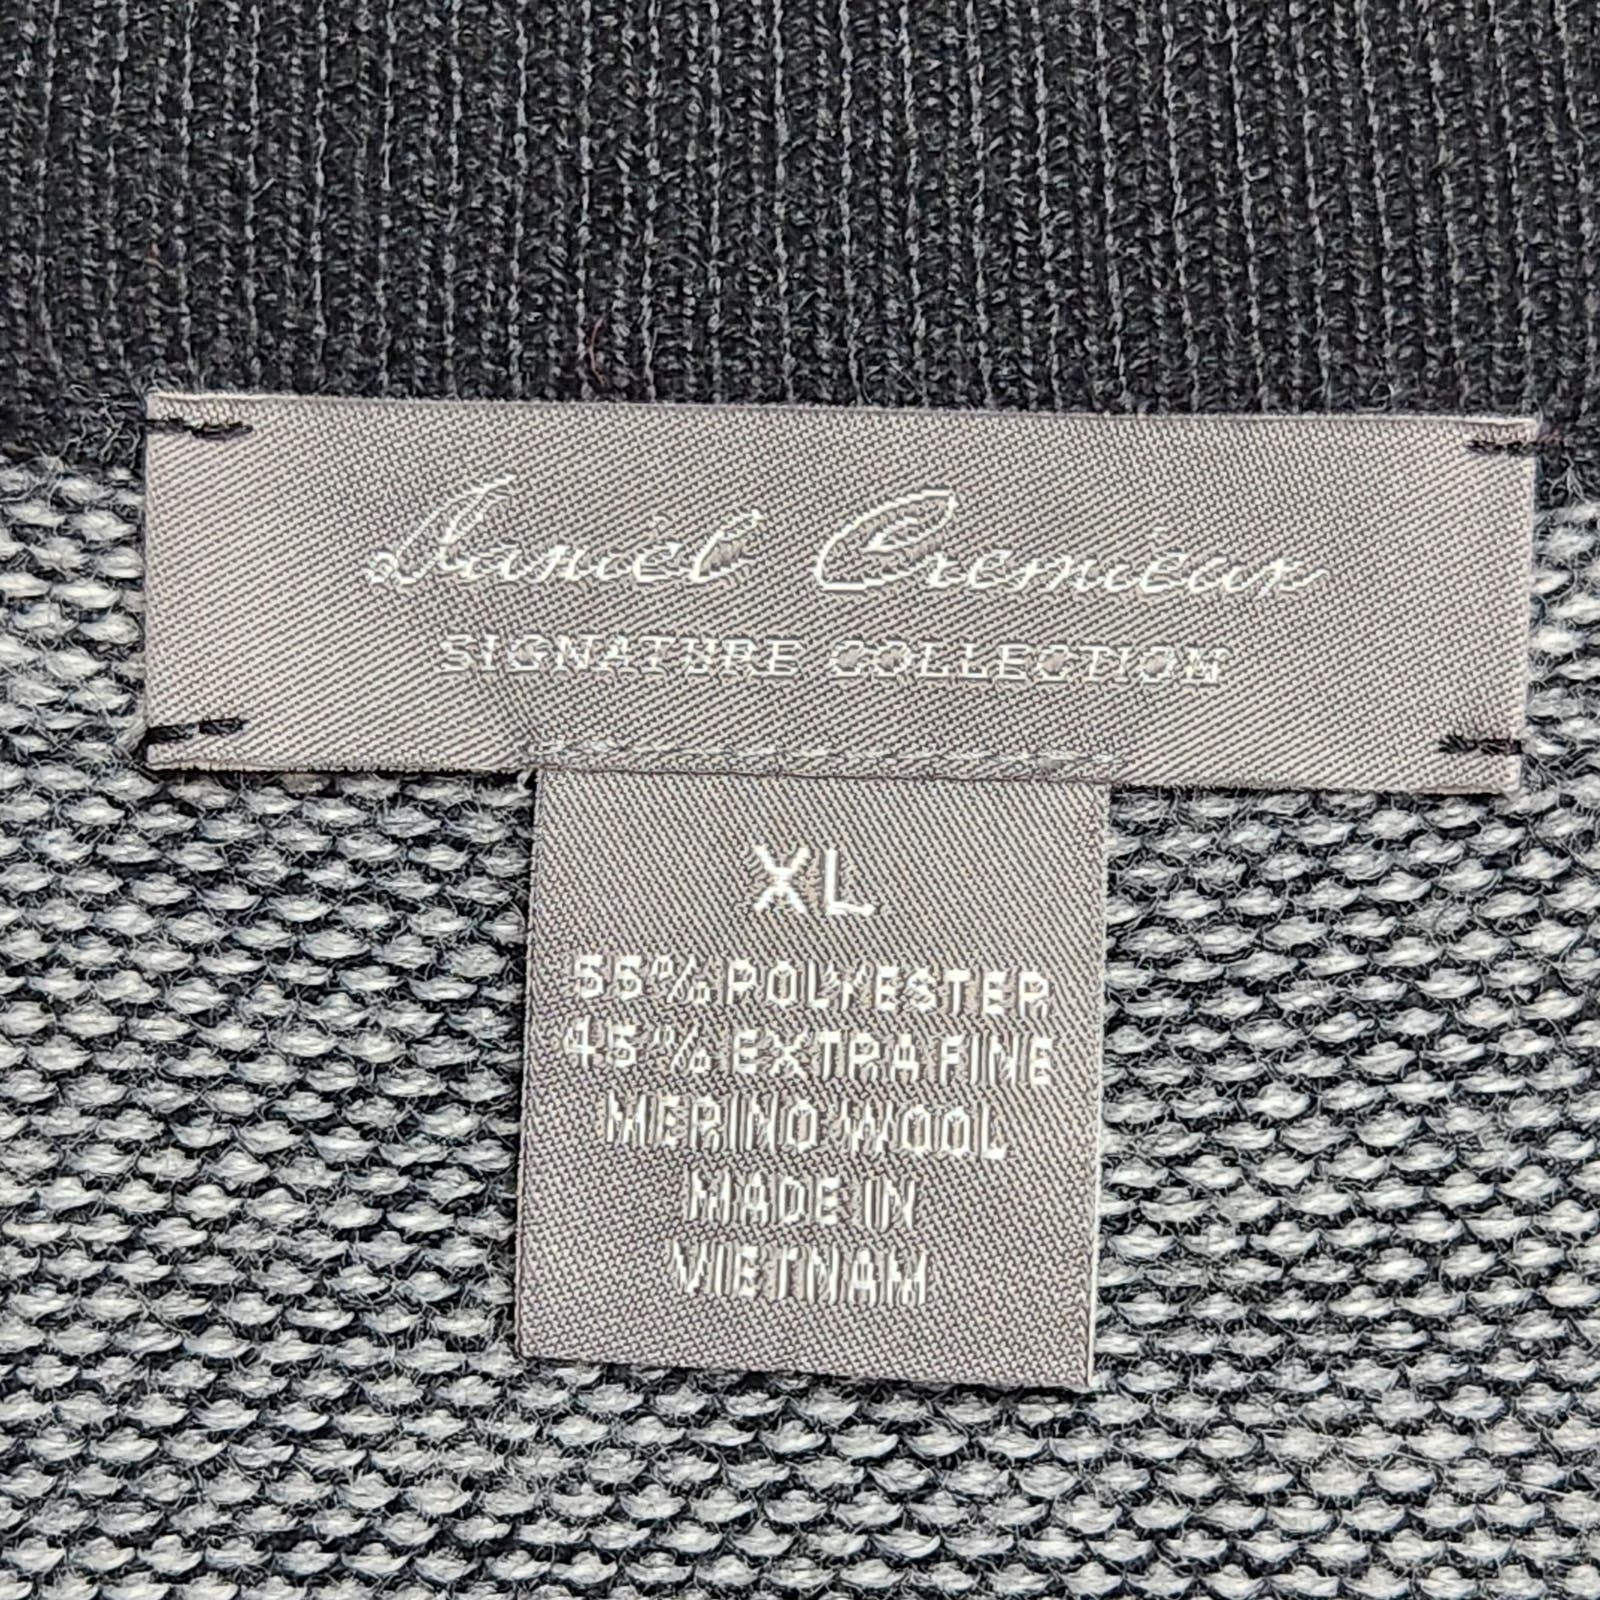 Daniel Cremieux
SIGNATURE COLLECTION
XL
55% POLYESTER
45% EXTRA FINE
MERINO WOOL
MADE IN
VIETNAM